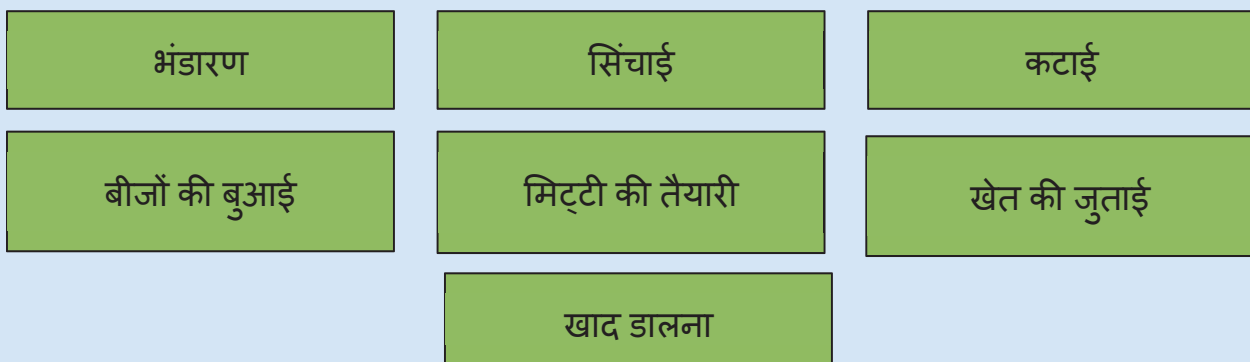 भंडारण
सिंचाई
कटाई
बीजों की बुआई
मिट्टी की तैयारी
खेत की जुताई
खाद डालना